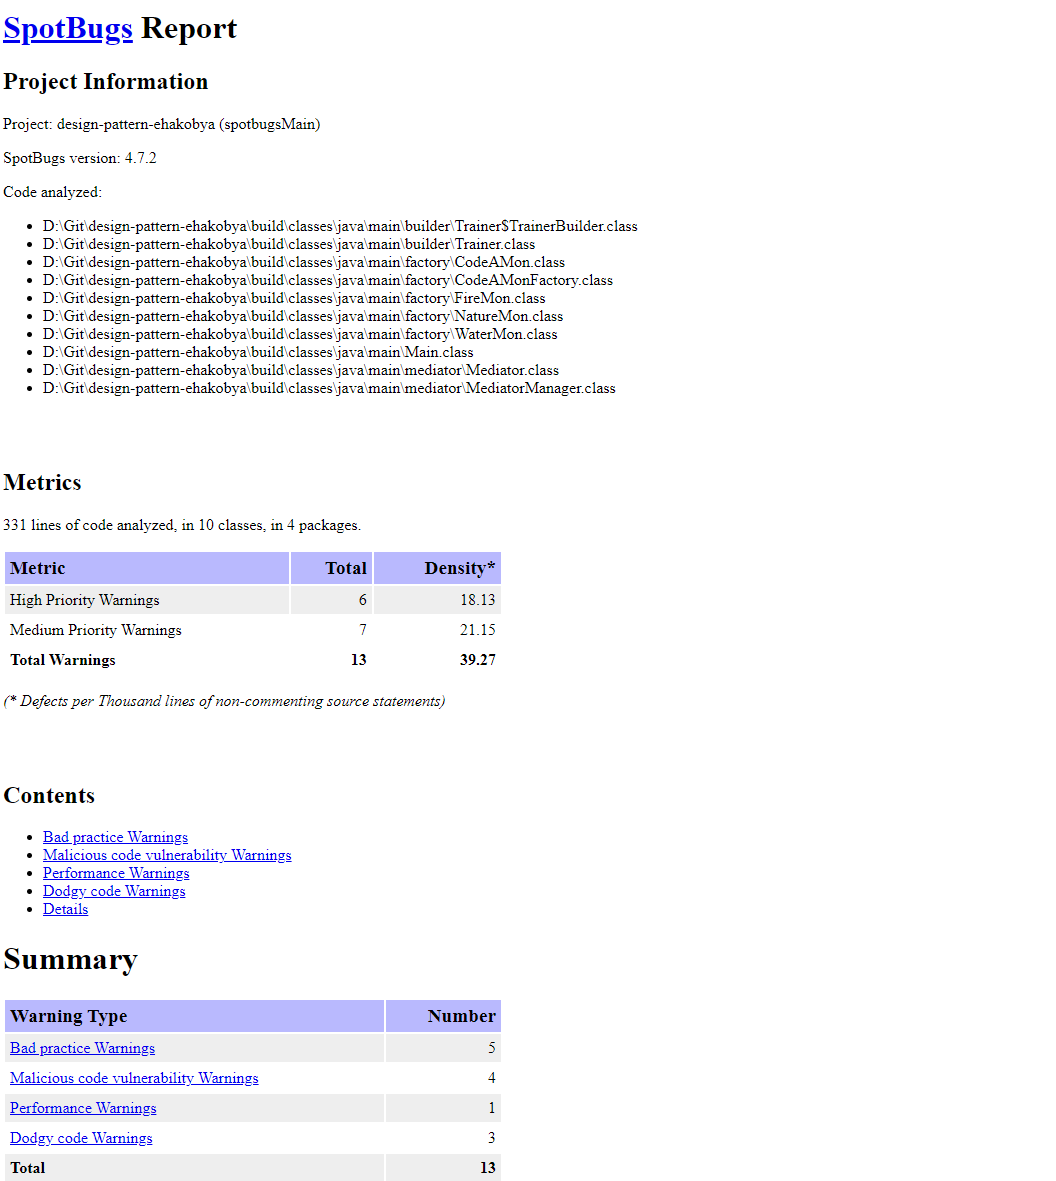 SpotBugs Report
Project Information
Project: design-pattern-ehakobya (spotbugsMain)
SpotBugs version: 4.7.2
Code analyzed:
D:\Git\design-pattern-ehakobya\build\classes\java\main\builder\Trainer$TrainerBuilder.class
D:\Git\design-pattern-ehakobya\build\classes\java\main\builder\Trainer.class
D:\Git\design-pattern-ehakobya\build\classes\java\main\factory\CodeAMon.class
D:\Git\design-pattern-ehakobya\build\classes\java\main\factory\CodeAMonFactory.class
D:\Git\design-pattern-ehakobya\build\classes\java\main\factory\FireMon.class
D:\Git\design-pattern-ehakobya\build\classes\java\main\factory\NatureMon.class
D:\Git\design-pattern-ehakobya\build\classes\java\main\factory\WaterMon.class
D:\Git\design-pattern-ehakobya\build\classes\java\main\Main.class
D:\Git\design-pattern-ehakobya\build\classes\java\main\mediator\Mediator.class
D:\Git\design-pattern-ehakobya\build\classes\java\main\mediator\MediatorManager.class
Metrics
331 lines of code analyzed, in 10 classes, in 4 packages.
Metric Total Density*
High Priority Warnings 6 18.13
Medium Priority Warnings 7 21.15
Total Warnings 13 39.27
(* Defects per Thousand lines of non-commenting source statements)
Contents
Bad practice Warnings
Malicious code vulnerability Warnings
Performance Warnings
Dodgy code Warnings
Details
Summary
Warning Type Number
Bad practice Warnings 5
Malicious code vulnerability Warnings 4
Performance Warnings 1
Dodgy code Warnings 3
Total 13